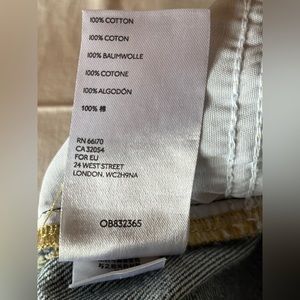 100% COTTON
100% COTON
100% BAUMWOLLE
100% COTONE
100% ALGODÓN
100% 棉
RN 66170
CA 32054
FOR EU
24 WEST STREET
LONDON. WC2H9NA
OB832365